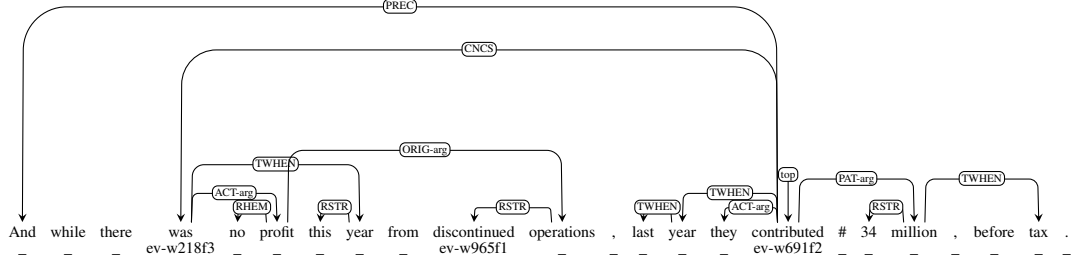 PREC
CNCS
ORIG-arg
TWHEN
top
PAT-arg
TWHEN
ACT-arg
TWHEN
RHEM
RSTR
RSTR
TWHEN
ACT-arg
RSTR
And while there was no profit this year from discontinued operations , last year they contributed # 34 million , before tax .
_ _ _ ev-w218f3 _ _ _ _ _ ev-w965f1 _ _ _ _ _ ev-w691f2 _ _ _ _ _ _ _